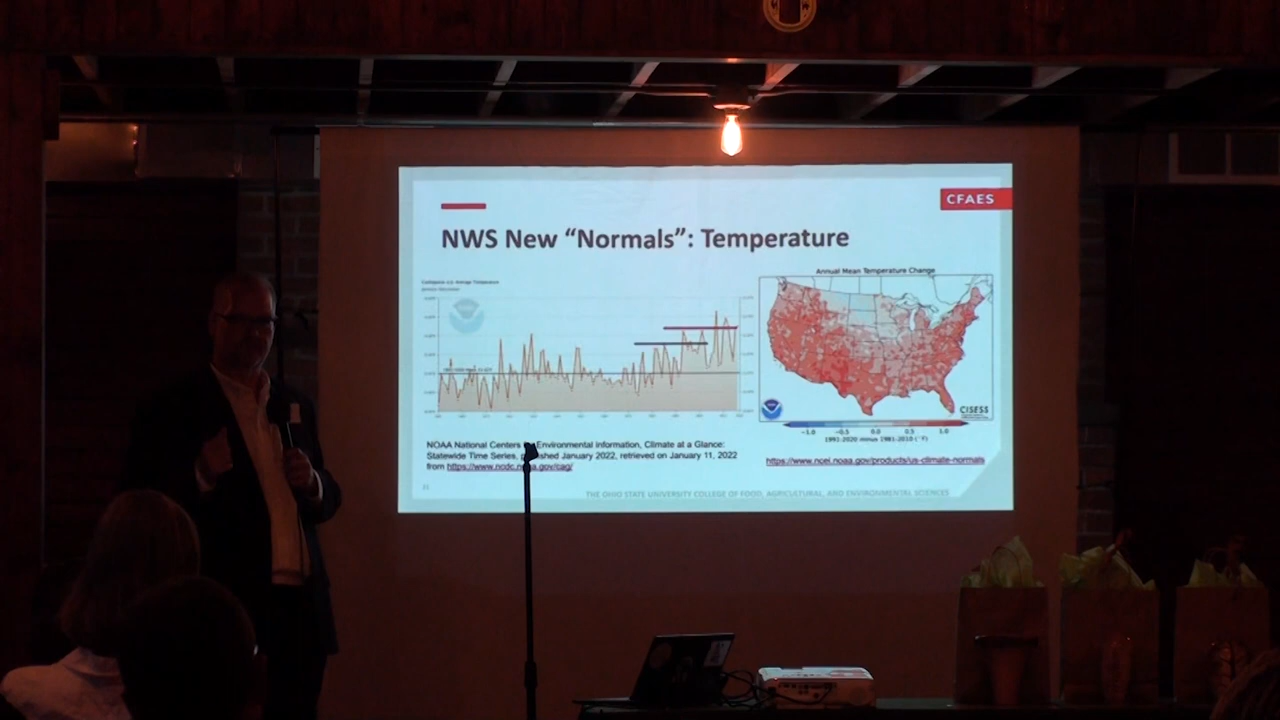 CFAES
NWS New “Normals”: Temperature
Annual Mean Temperature Change
Contiguous U.S. Average Temperature
CISESS
-1.0 -0.5 0.0 0.5 1.0
1991-2020 minus 1981-2010 (°F)
NOAA National Centers Environmental Information, Climate at a Glance:
Statewide Time Series, published January 2022, retrieved on January 11, 2022
from https://www.ncdc.noaa.gov/cag/
https://www.ncei.noaa.gov/products/us-climate-normals
THE OHIO STATE UNIVERSITY COLLEGE OF FOOD, AGRICULTURAL, AND ENVIRONMENTAL SCIENCES